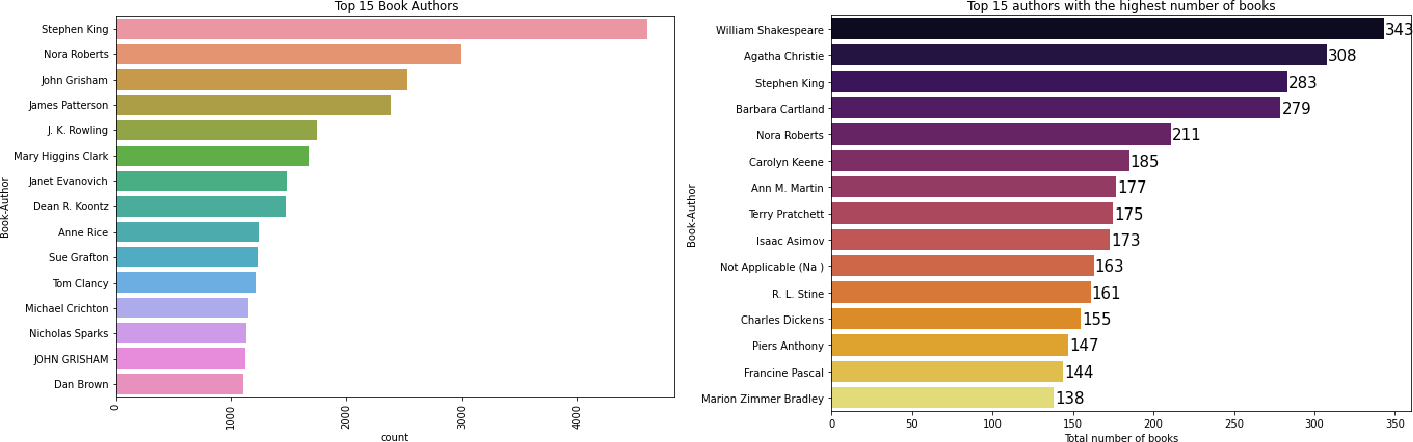 Top 15 Book Authors
Stephen King
Nora Roberts
John Grisham
James Patterson
J. K. Rowling
Mary Higgins Clark
Janet Evanovich
Dean R. Koontz
Anne Rice
Sue Grafton
Tom Clancy
Michael Crichton
Nicholas Sparks
JOHN GRISHAM
Dan Brown
Book-Author
0 1000 2000 3000 4000
count
Top 15 authors with the highest number of books
William Shakespeare 343
Agatha Christie 308
Stephen King 283
Barbara Cartland 279
Nora Roberts 211
Carolyn Keene 185
Ann M. Martin 177
Terry Pratchett 175
Isaac Asimov 173
Not Applicable (Na ) 163
R. L. Stine 161
Charles Dickens 155
Piers Anthony 147
Francine Pascal 144
Marion Zimmer Bradley 138
Book-Author
0 50 100 150 200 250 300 350
Total number of books